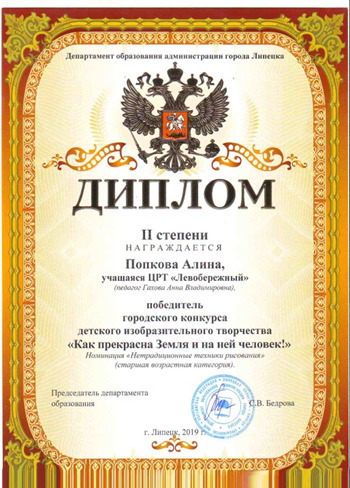 Департамент образования администрации города Липецка
ДИПЛОМ
II степени
НАГРАЖДАЕТСЯ
Попкова Алина,
учащаяся ЦРТ «Левобережный»
(педагог Гахова Анна Владимировна),
победитель
городского конкурса
детского изобразительного творчества
«Как прекрасна Земля и на ней человек!»
Номинация «Нетрадиционные техники рисования»
(старшая возрастная категория).
Председатель департамента
образования
С.В. Бедрова
г. Липецк, 2019 г.